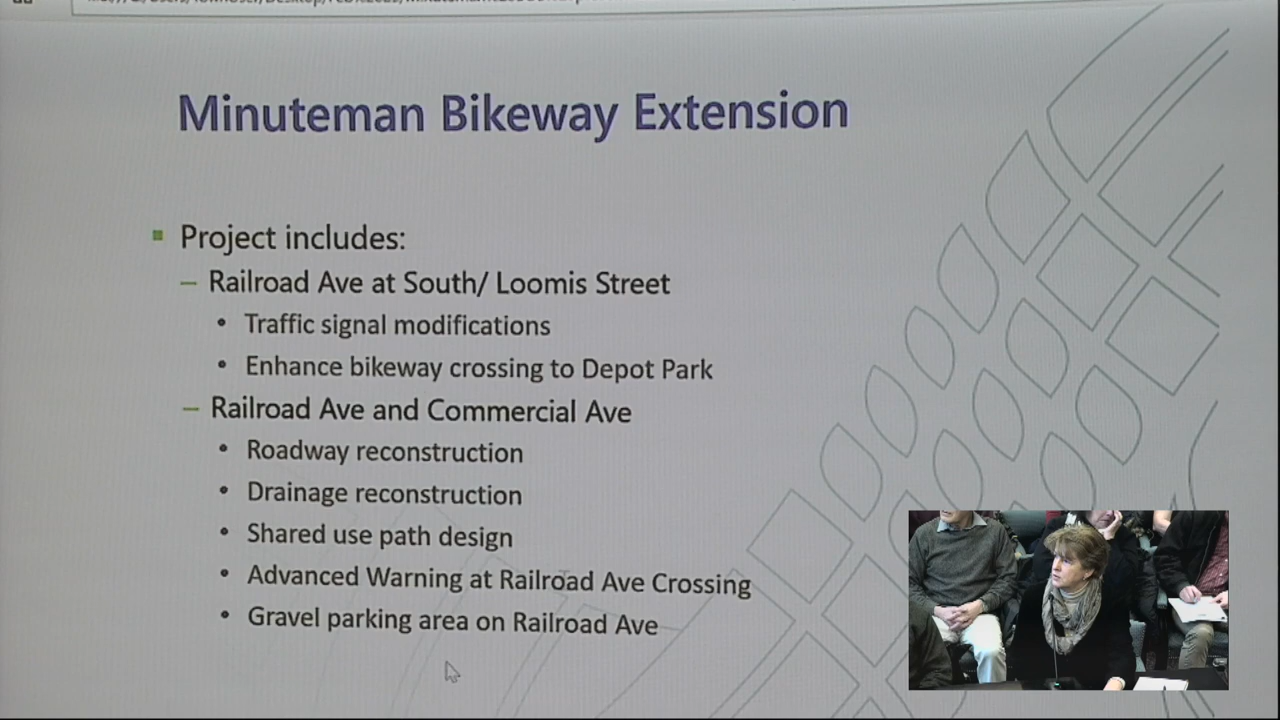 Minuteman Bikeway Extension
Project includes:
Railroad Ave at South/ Loomis Street
Traffic signal modifications
Enhance bikeway crossing to Depot Park
Railroad Ave and Commercial Ave
Roadway reconstruction
Drainage reconstruction
Shared use path design
Advanced Warning at Railroad Ave Crossing
Gravel parking area on Railroad Ave